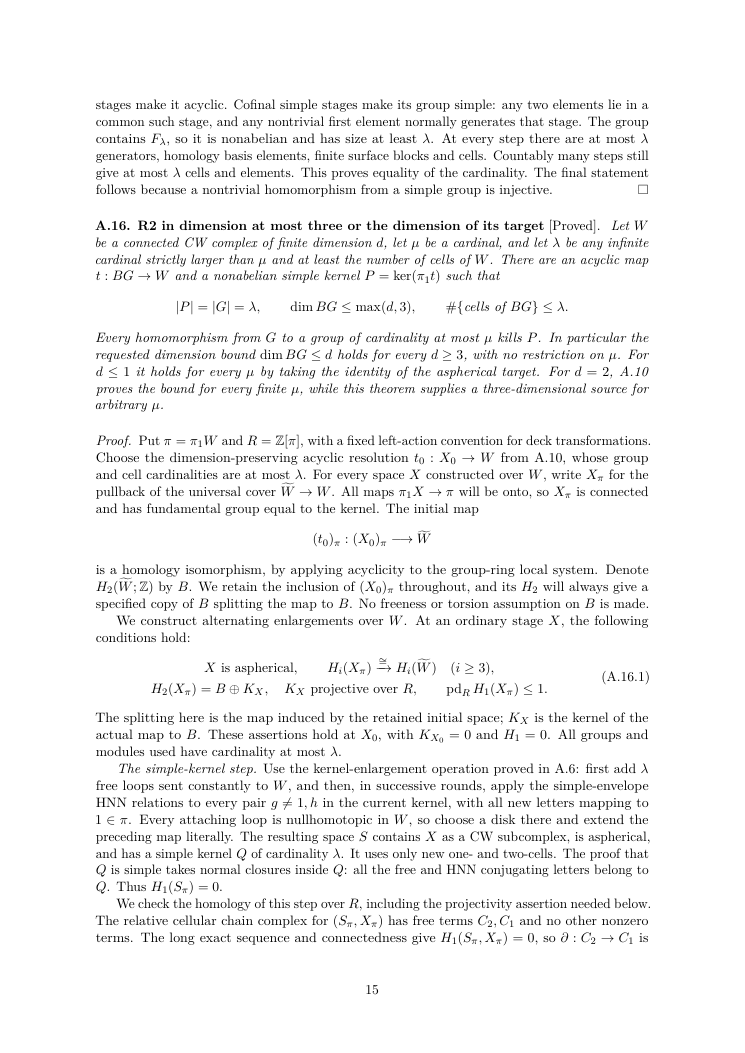 stages make it acyclic. Cofinal simple stages make its group simple: any two elements lie in a
common such stage, and any nontrivial first element normally generates that stage. The group
contains F_λ, so it is nonabelian and has size at least λ. At every step there are at most λ
generators, homology basis elements, finite surface blocks and cells. Countably many steps still
give at most λ cells and elements. This proves equality of the cardinality. The final statement
follows because a nontrivial homomorphism from a simple group is injective. □
A.16. R2 in dimension at most three or the dimension of its target [Proved]. Let W
be a connected CW complex of finite dimension d, let μ be a cardinal, and let λ be any infinite
cardinal strictly larger than μ and at least the number of cells of W. There are an acyclic map
t : BG → W and a nonabelian simple kernel P = ker(π₁t) such that
|P| = |G| = λ, dim BG ≤ max(d, 3), #{cells of BG} ≤ λ.
Every homomorphism from G to a group of cardinality at most μ kills P. In particular the
requested dimension bound dim BG ≤ d holds for every d ≥ 3, with no restriction on μ. For
d ≤ 1 it holds for every μ by taking the identity of the aspherical target. For d = 2, A.10
proves the bound for every finite μ, while this theorem supplies a three-dimensional source for
arbitrary μ.
Proof. Put π = π₁W and R = ℤ[π], with a fixed left-action convention for deck transformations.
Choose the dimension-preserving acyclic resolution t₀ : X₀ → W from A.10, whose group
and cell cardinalities are at most λ. For every space X constructed over W, write X_π for the
pullback of the universal cover W̃ → W. All maps π₁X → π will be onto, so X_π is connected
and has fundamental group equal to the kernel. The initial map
(t₀)_π : (X₀)_π ⟶ W̃
is a homology isomorphism, by applying acyclicity to the group-ring local system. Denote
H₂(W̃; ℤ) by B. We retain the inclusion of (X₀)_π throughout, and its H₂ will always give a
specified copy of B splitting the map to B. No freeness or torsion assumption on B is made.
We construct alternating enlargements over W. At an ordinary stage X, the following
conditions hold:
X is aspherical, H_i(X_π) ≅→ H_i(W̃) (i ≥ 3),
H₂(X_π) = B ⊕ K_X, K_X projective over R, pd_R H₁(X_π) ≤ 1. (A.16.1)
The splitting here is the map induced by the retained initial space; K_X is the kernel of the
actual map to B. These assertions hold at X₀, with K_{X₀} = 0 and H₁ = 0. All groups and
modules used have cardinality at most λ.
The simple-kernel step. Use the kernel-enlargement operation proved in A.6: first add λ
free loops sent constantly to W, and then, in successive rounds, apply the simple-envelope
HNN relations to every pair g ≠ 1, h in the current kernel, with all new letters mapping to
1 ∈ π. Every attaching loop is nullhomotopic in W, so choose a disk there and extend the
preceding map literally. The resulting space S contains X as a CW subcomplex, is aspherical,
and has a simple kernel Q of cardinality λ. It uses only new one- and two-cells. The proof that
Q is simple takes normal closures inside Q: all the free and HNN conjugating letters belong to
Q. Thus H₁(S_π) = 0.
We check the homology of this step over R, including the projectivity assertion needed below.
The relative cellular chain complex for (S_π, X_π) has free terms C₂, C₁ and no other nonzero
terms. The long exact sequence and connectedness give H₁(S_π, X_π) = 0, so ∂ : C₂ → C₁ is
15